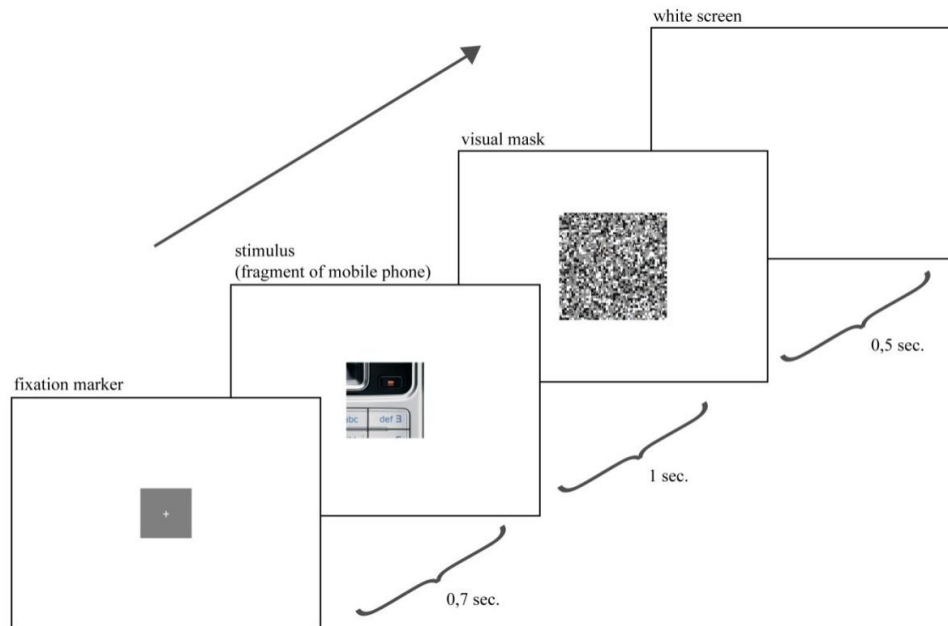 white screen
visual mask
stimulus
(fragment of mobile phone)
fixation marker
abc
def 3
0,5 sec.
1 sec.
0,7 sec.